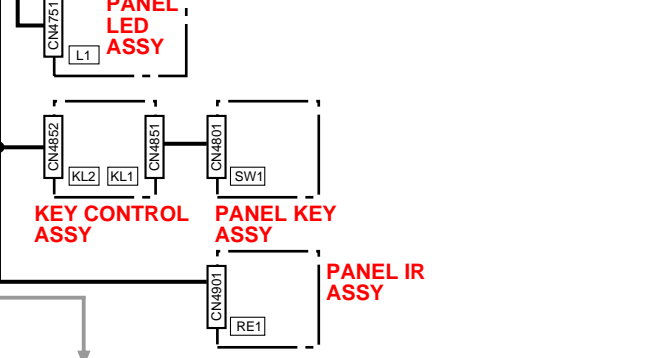 PANEL
LED
ASSY
CN4751
L1
CN4852
KL2
KL1
CN4851
CN4801
SW1
KEY CONTROL
ASSY
PANEL KEY
ASSY
CN4901
RE1
PANEL IR
ASSY